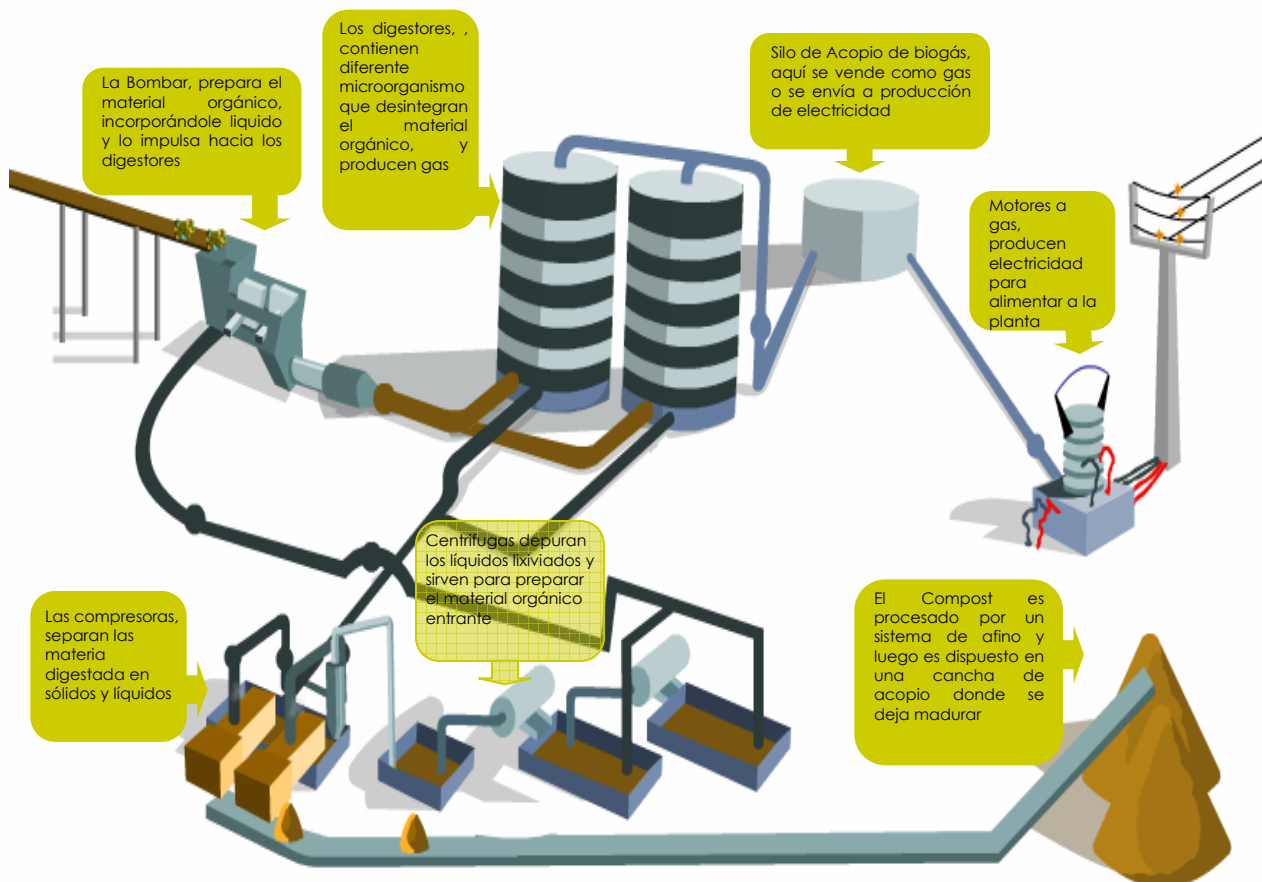 La Bombar, prepara el
material orgánico,
incorporándole liquido
y lo impulsa hacia los
digestores
Los digestores, ,
contienen
diferente
microorganismo
que desintegran
el material
orgánico, y
producen gas
Silo de Acopio de biogás,
aquí se vende como gas
o se envía a producción
de electricidad
Motores a
gas,
producen
electricidad
para
alimentar a la
planta
Centrifugas depuran
los líquidos lixiviados y
sirven para preparar
el material orgánico
entrante
Las compresoras,
separan las
materia
digestada en
sólidos y líquidos
El Compost es
procesado por un
sistema de afino y
luego es dispuesto en
una cancha de
acopio donde se
deja madurar